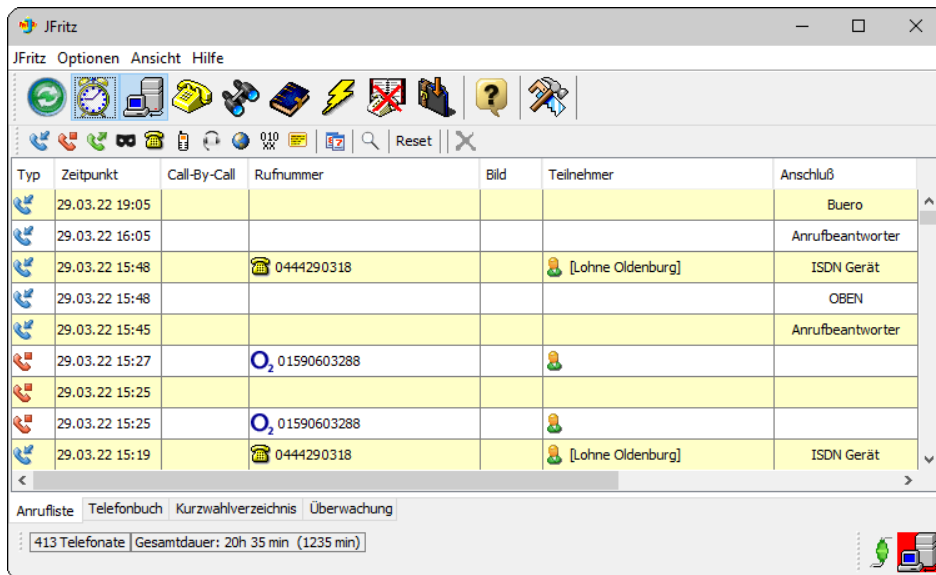 JFritz
JFritz Optionen Ansicht Hilfe
?
010 XX 17 Reset
Typ Zeitpunkt Call-By-Call Rufnummer Bild Teilnehmer Anschluß
29.03.22 19:05 Buero
29.03.22 16:05 Anrufbeantworter
29.03.22 15:48 0444290318 [Lohne Oldenburg] ISDN Gerät
29.03.22 15:48 OBEN
29.03.22 15:45 Anrufbeantworter
29.03.22 15:27 O2 01590603288
29.03.22 15:25
29.03.22 15:25 O2 01590603288
29.03.22 15:19 0444290318 [Lohne Oldenburg] ISDN Gerät
Anrufliste Telefonbuch Kurzwahlverzeichnis Überwachung
413 Telefonate Gesamtdauer: 20h 35 min (1235 min)